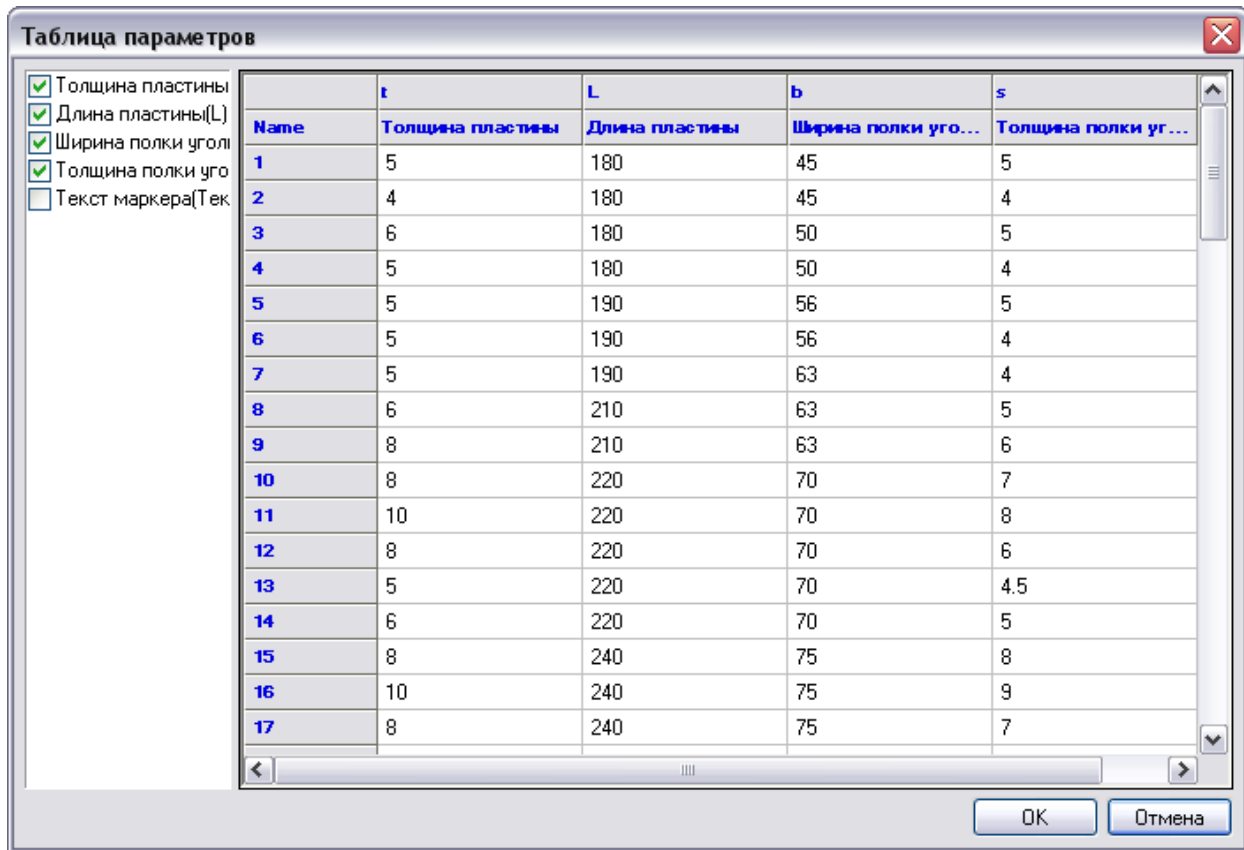 Таблица параметров
Толщина пластины
Длина пластины(L)
Ширина полки угол
Толщина полки уго
Текст маркера(Тек
t L b s
Name Толщина пластины Длина пластины Ширина полки уго... Толщина полки уг...
1 5 180 45 5
2 4 180 45 4
3 6 180 50 5
4 5 180 50 4
5 5 190 56 5
6 5 190 56 4
7 5 190 63 4
8 6 210 63 5
9 8 210 63 6
10 8 220 70 7
11 10 220 70 8
12 8 220 70 6
13 5 220 70 4.5
14 6 220 70 5
15 8 240 75 8
16 10 240 75 9
17 8 240 75 7
OK Отмена